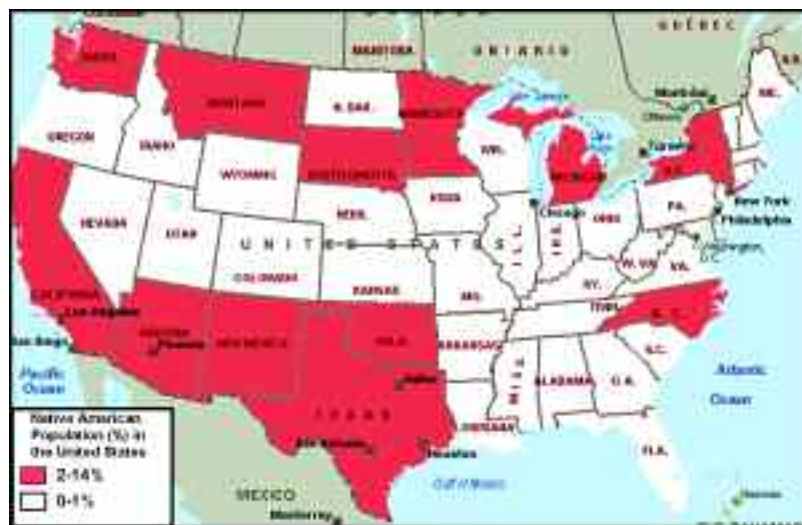 MANITOBA
ONTARIO
QUÉBEC
MONTANA
N. DAK.
MINNESOTA
ME.
Montréal
Ottawa
Toronto
OREGON
IDAHO
WYOMING
SOUTH DAKOTA
WIS.
MICHIGAN
N.Y.
New York
Philadelphia
Washington
NEVADA
UTAH
NEBR.
IOWA
Chicago
ILL.
IND.
OHIO
PA.
UNITED STATES
COLORADO
KANSAS
MO.
KY.
W. VA.
VA.
CALIFORNIA
Los Angeles
San Diego
ARIZONA
Phoenix
NEW MEXICO
OKLA.
ARKANSAS
TENN.
N. C.
S.C.
Pacific
Ocean
Dallas
TEXAS
MISS.
ALABAMA
G A.
Atlantic
Ocean
San Antonio
Houston
LOUISIANA
FLA.
Gulf of Mexico
MEXICO
Monterrey
Native American
Population (%) in
the United States
2-14%
0-1%